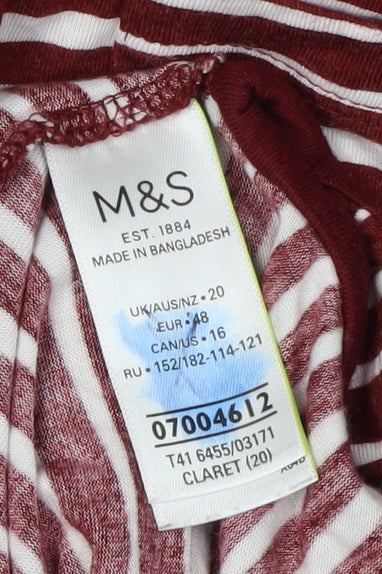 M&S
EST. 1884
MADE IN BANGLADESH
UK/AUS/NZ • 20
EUR • 48
CAN/US • 16
RU • 152/182-114-121
07004612
T41 6455/03171
CLARET (20)